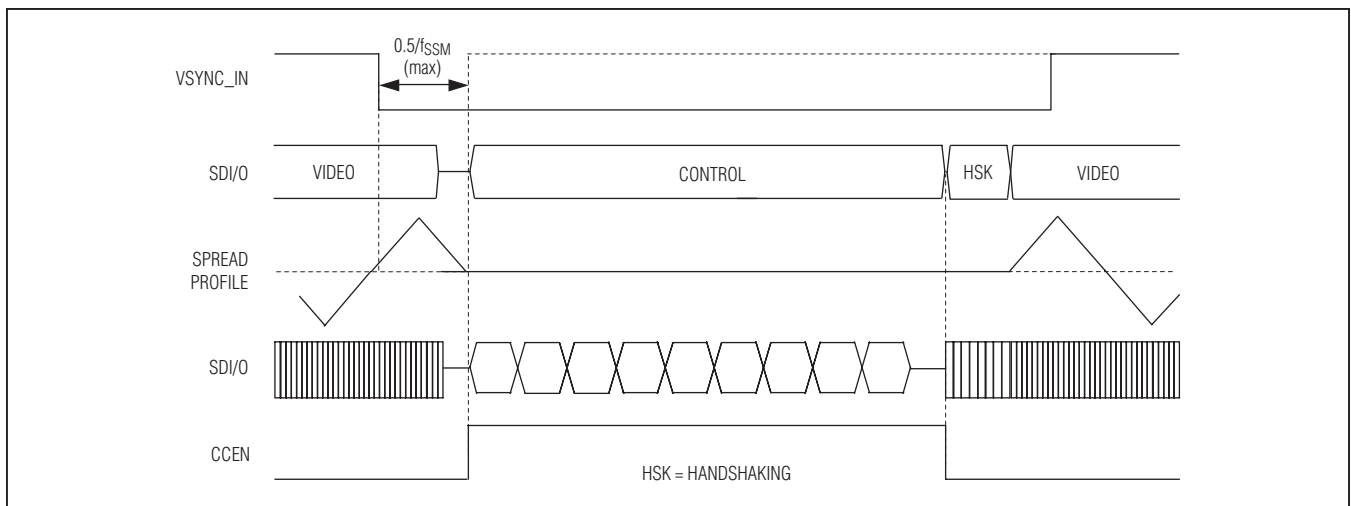 0.5/fSSM
(max)
VSYNC_IN
SDI/O
VIDEO
CONTROL
HSK
VIDEO
SPREAD
PROFILE
SDI/O
CCEN
HSK = HANDSHAKING